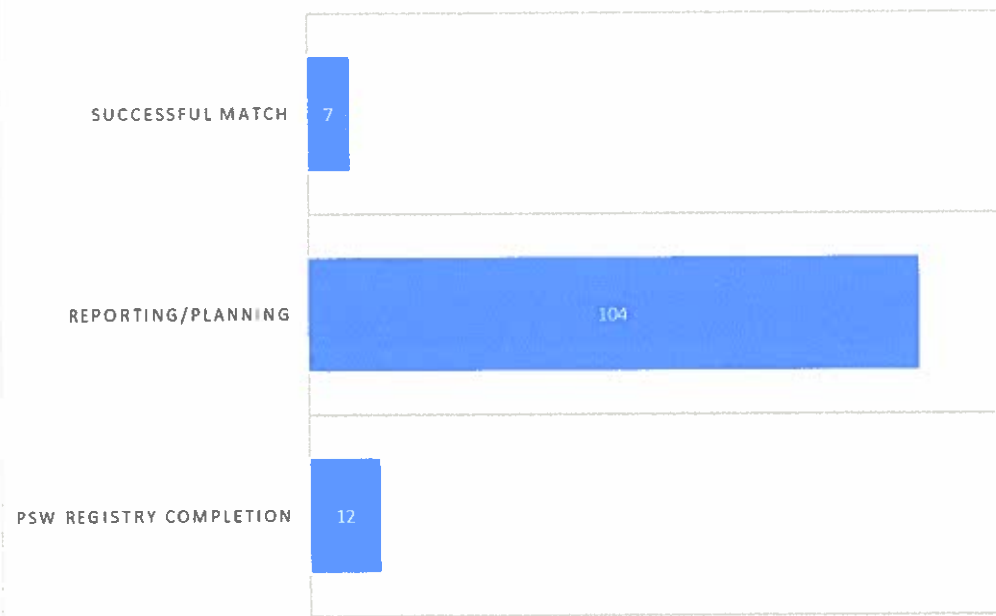 SUCCESSFUL MATCH
7
REPORTING/PLANNING
104
PSW REGISTRY COMPLETION
12